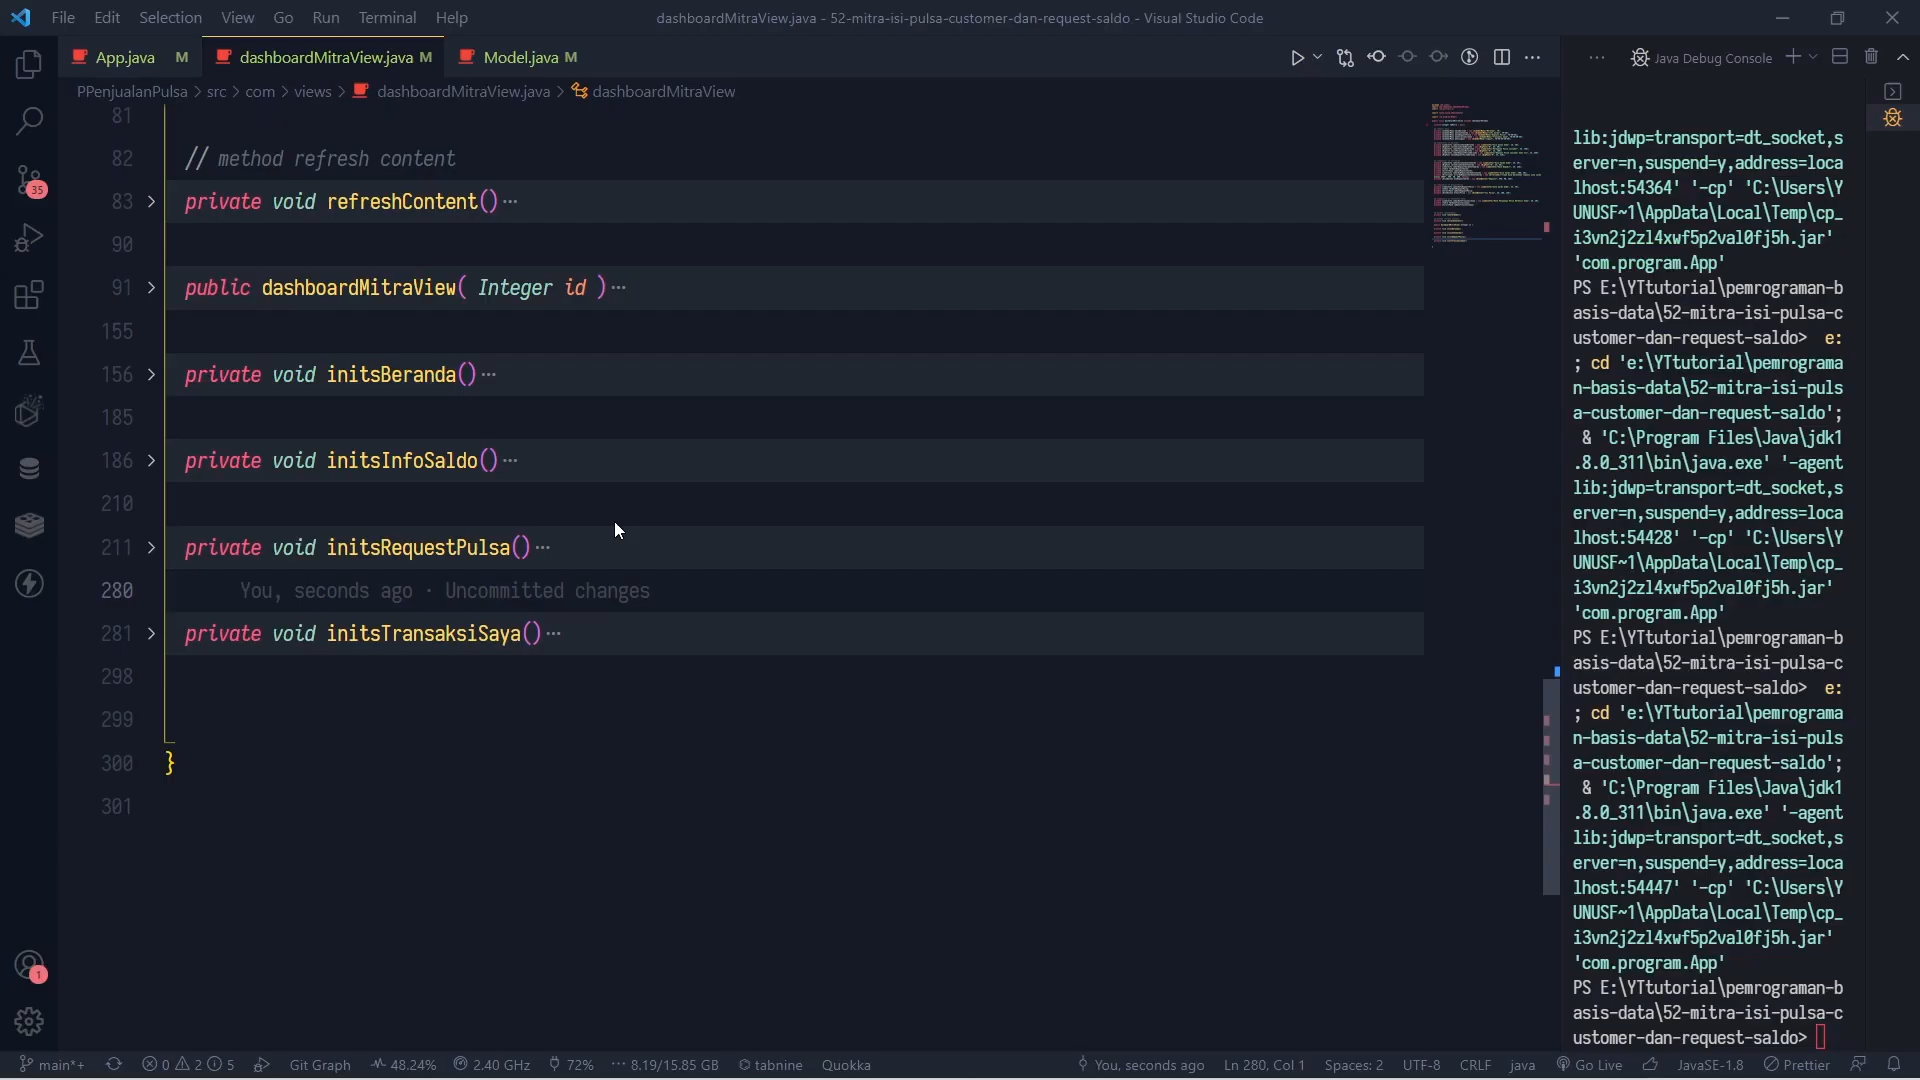 File Edit Selection View Go Run Terminal Help
dashboardMitraView.java - 52-mitra-isi-pulsa-customer-dan-request-saldo - Visual Studio Code
App.java M
dashboardMitraView.java M
Model.java M
Java Debug Console
PPenjualanPulsa > src > com > views > dashboardMitraView.java > dashboardMitraView
81
82 // method refresh content
83 private void refreshContent()···
90
91 public dashboardMitraView( Integer id )···
155
156 private void initsBeranda()···
185
186 private void initsInfoSaldo()···
210
211 private void initsRequestPulsa()···
280 You, seconds ago · Uncommitted changes
281 private void initsTransaksiSaya()···
298
299
300 }
301
lib:jdwp=transport=dt_socket,s
erver=n,suspend=y,address=loca
lhost:54364' '-cp' 'C:\Users\Y
UNUSF~1\AppData\Local\Temp\cp_
i3vn2j2zl4xwf5p2val0fj5h.jar'
'com.program.App'
PS E:\YTtutorial\pemrograman-b
asis-data\52-mitra-isi-pulsa-c
ustomer-dan-request-saldo> e:
; cd 'e:\YTtutorial\pemrograma
n-basis-data\52-mitra-isi-puls
a-customer-dan-request-saldo';
& 'C:\Program Files\Java\jdk1
.8.0_311\bin\java.exe' '-agent
lib:jdwp=transport=dt_socket,s
erver=n,suspend=y,address=loca
lhost:54428' '-cp' 'C:\Users\Y
UNUSF~1\AppData\Local\Temp\cp_
i3vn2j2zl4xwf5p2val0fj5h.jar'
'com.program.App'
PS E:\YTtutorial\pemrograman-b
asis-data\52-mitra-isi-pulsa-c
ustomer-dan-request-saldo> e:
; cd 'e:\YTtutorial\pemrograma
n-basis-data\52-mitra-isi-puls
a-customer-dan-request-saldo';
& 'C:\Program Files\Java\jdk1
.8.0_311\bin\java.exe' '-agent
lib:jdwp=transport=dt_socket,s
erver=n,suspend=y,address=loca
lhost:54447' '-cp' 'C:\Users\Y
UNUSF~1\AppData\Local\Temp\cp_
i3vn2j2zl4xwf5p2val0fj5h.jar'
'com.program.App'
PS E:\YTtutorial\pemrograman-b
asis-data\52-mitra-isi-pulsa-c
ustomer-dan-request-saldo>
35
1
main*+ 0 2 5 Git Graph 48.24% 2.40 GHz 72% ··· 8.19/15.85 GB tabnine Quokka You, seconds ago Ln 280, Col 1 Spaces: 2 UTF-8 CRLF java Go Live JavaSE-1.8 Prettier